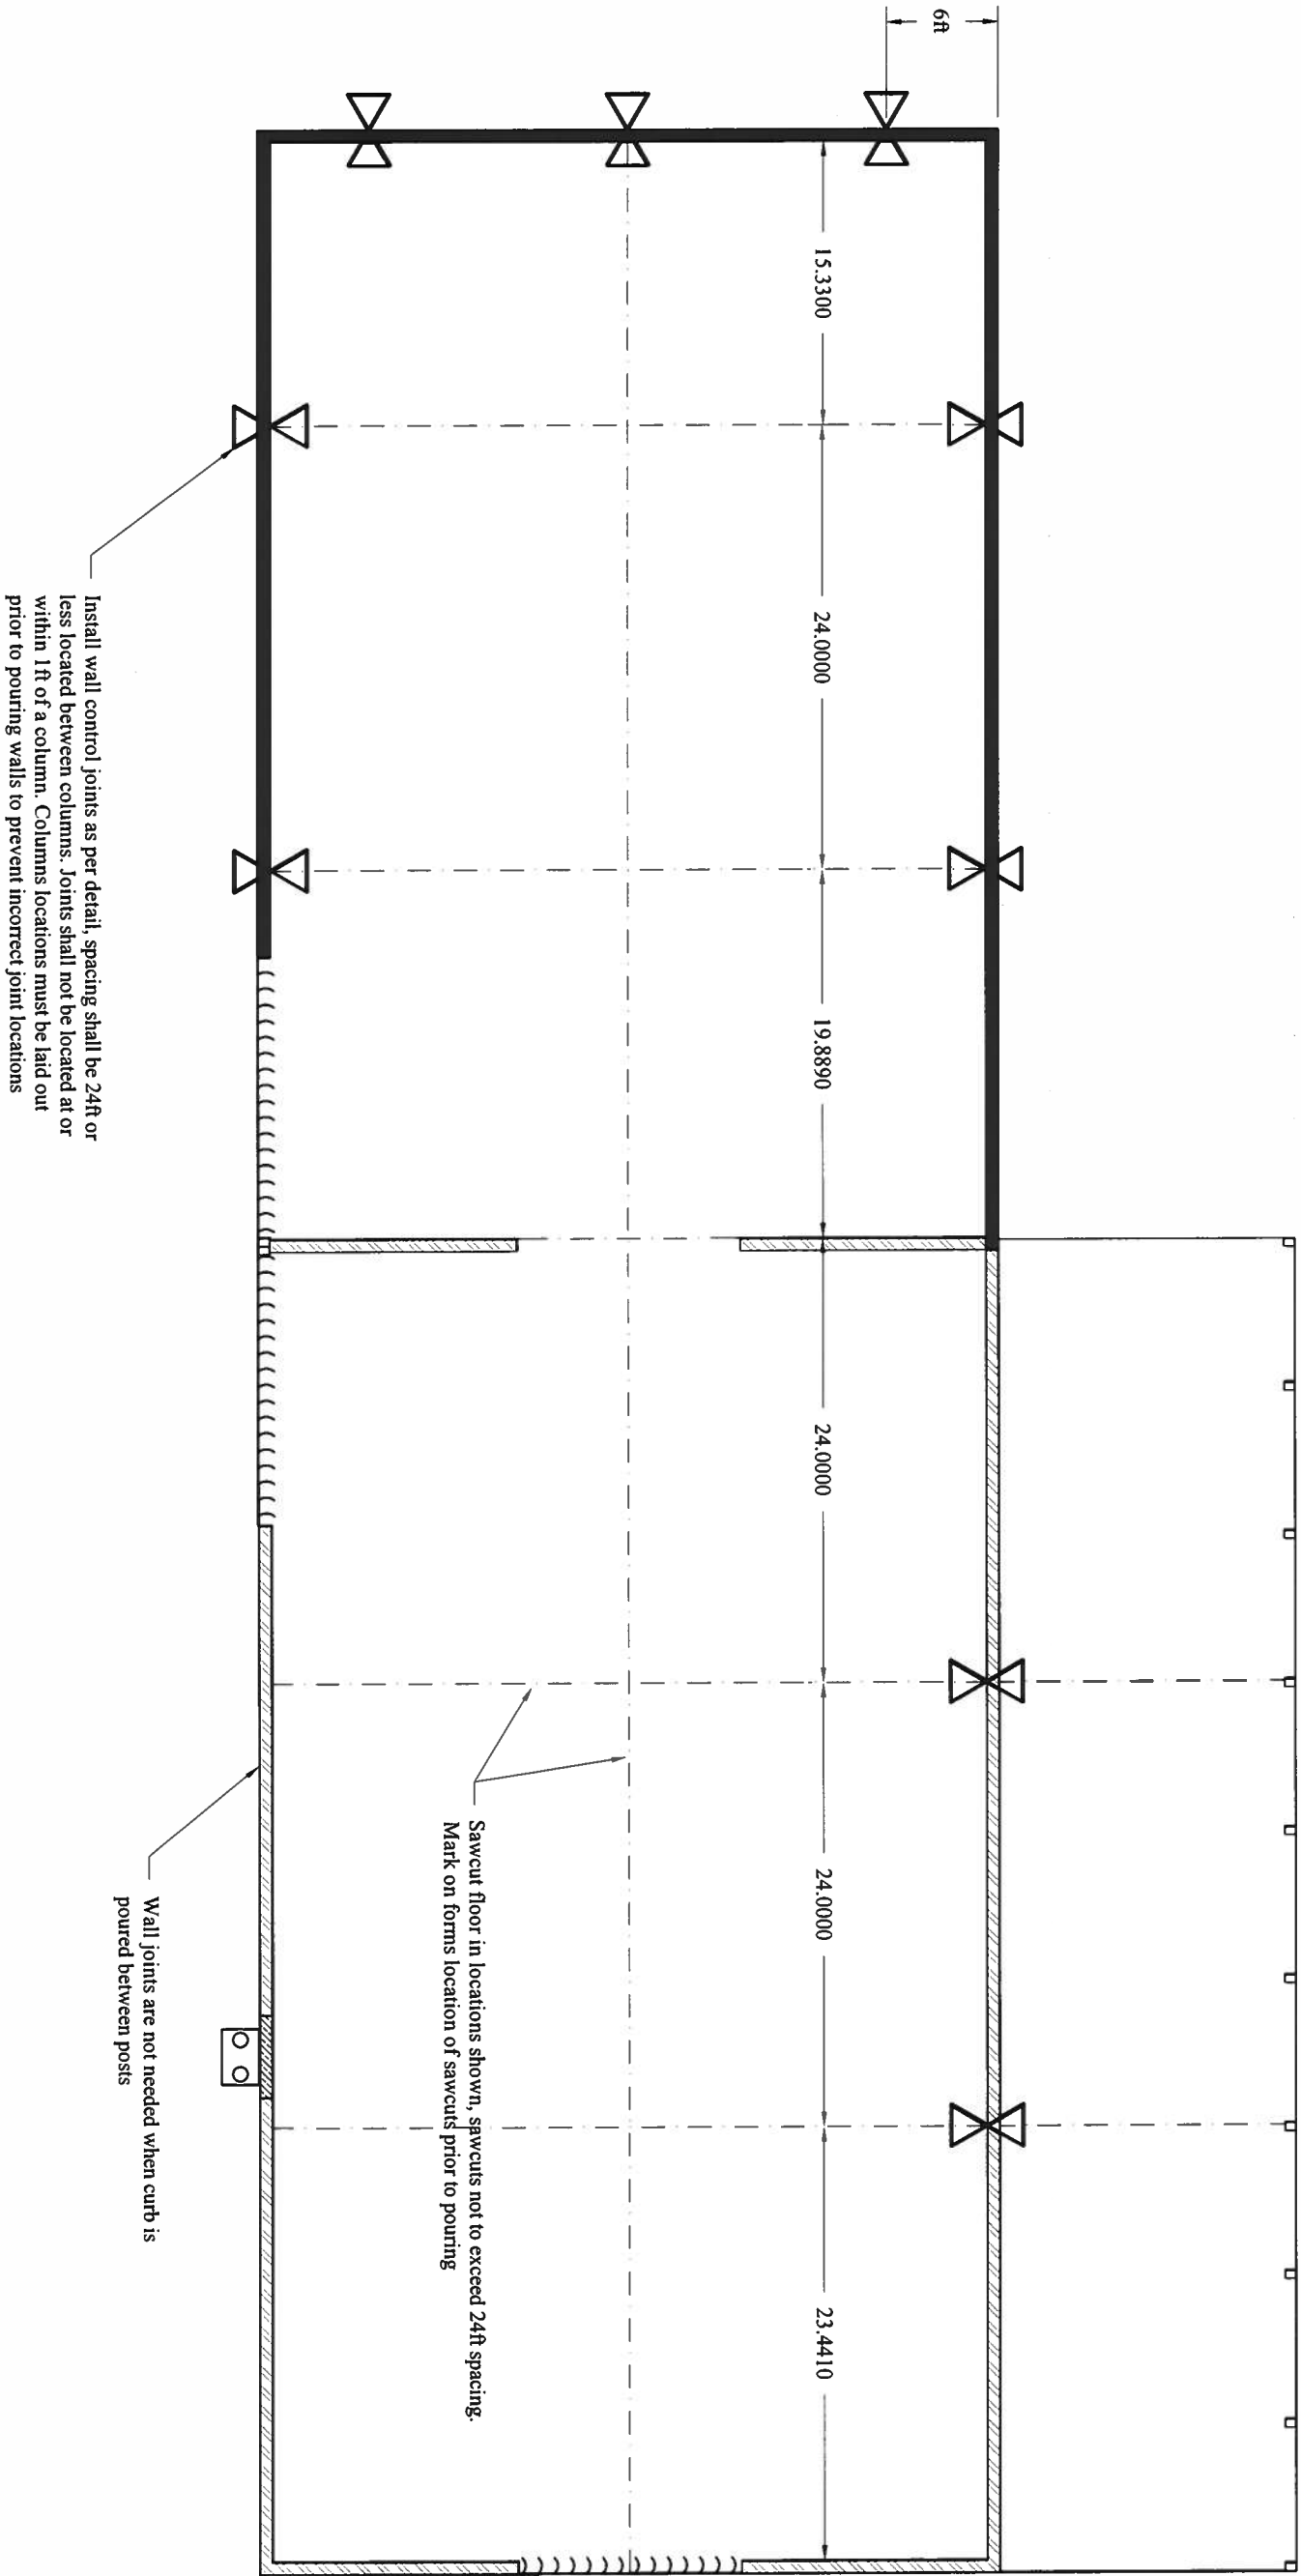 6ft
15.3300
24.0000
19.8890
24.0000
24.0000
23.4410
Sawcut floor in locations shown, sawcuts not to exceed 24ft spacing.
Mark on forms location of sawcuts prior to pouring
Install wall control joints as per detail, spacing shall be 24ft or
less located between columns. Joints shall not be located at or
within 1ft of a column. Columns locations must be laid out
prior to pouring walls to prevent incorrect joint locations
Wall joints are not needed when curb is
poured between posts